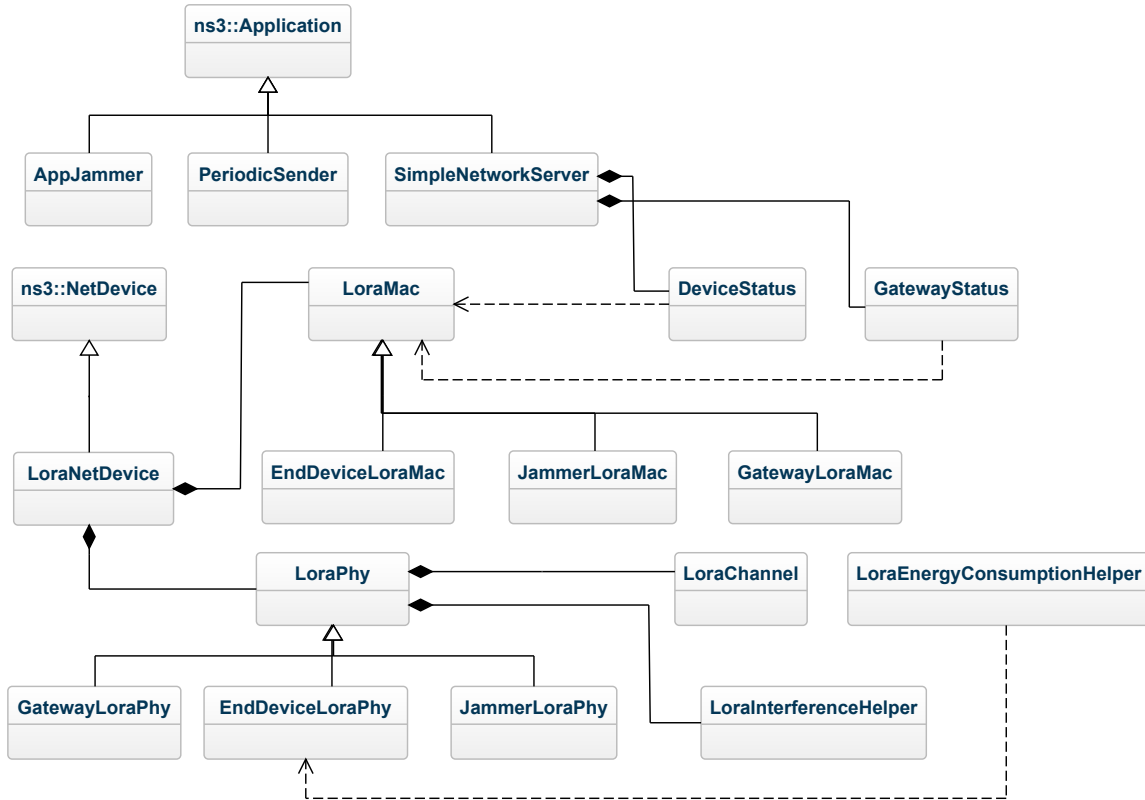 ns3::Application
AppJammer
PeriodicSender
SimpleNetworkServer
ns3::NetDevice
LoraMac
DeviceStatus
GatewayStatus
LoraNetDevice
EndDeviceLoraMac
JammerLoraMac
GatewayLoraMac
LoraPhy
LoraChannel
LoraEnergyConsumptionHelper
GatewayLoraPhy
EndDeviceLoraPhy
JammerLoraPhy
LoraInterferenceHelper